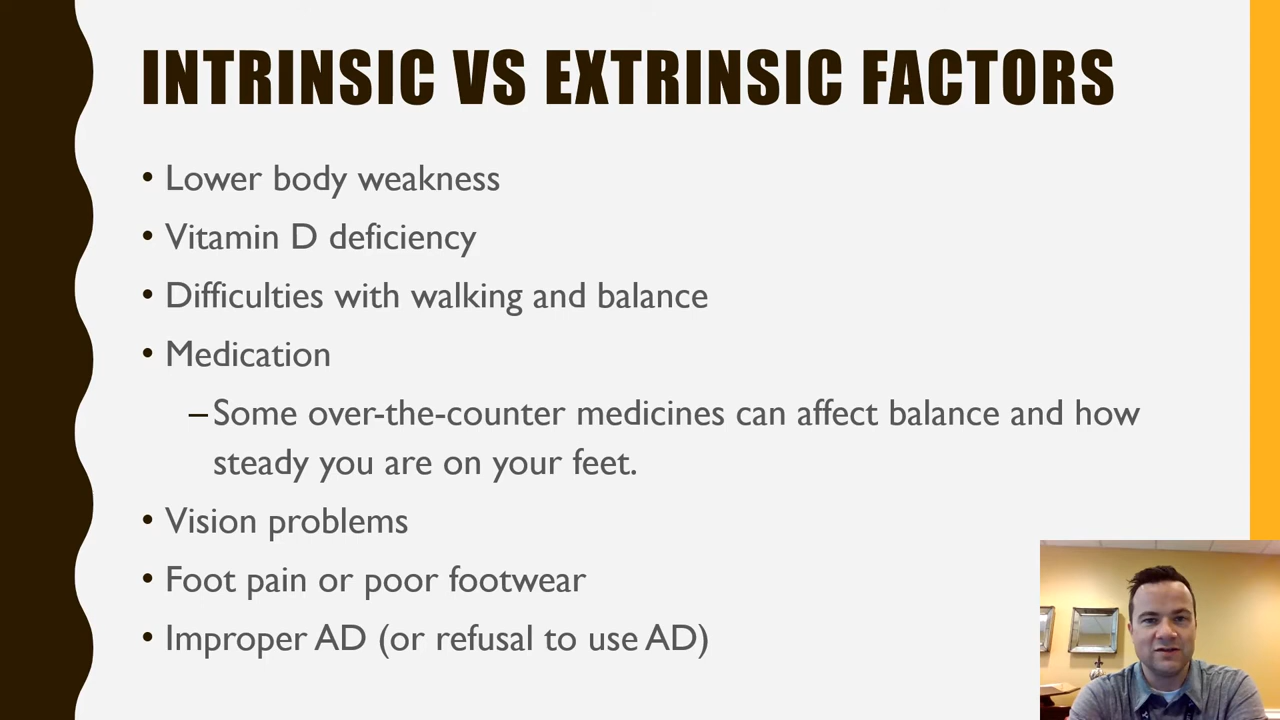 INTRINSIC VS EXTRINSIC FACTORS
• Lower body weakness
• Vitamin D deficiency
• Difficulties with walking and balance
• Medication
– Some over-the-counter medicines can affect balance and how
steady you are on your feet.
• Vision problems
• Foot pain or poor footwear
• Improper AD (or refusal to use AD)